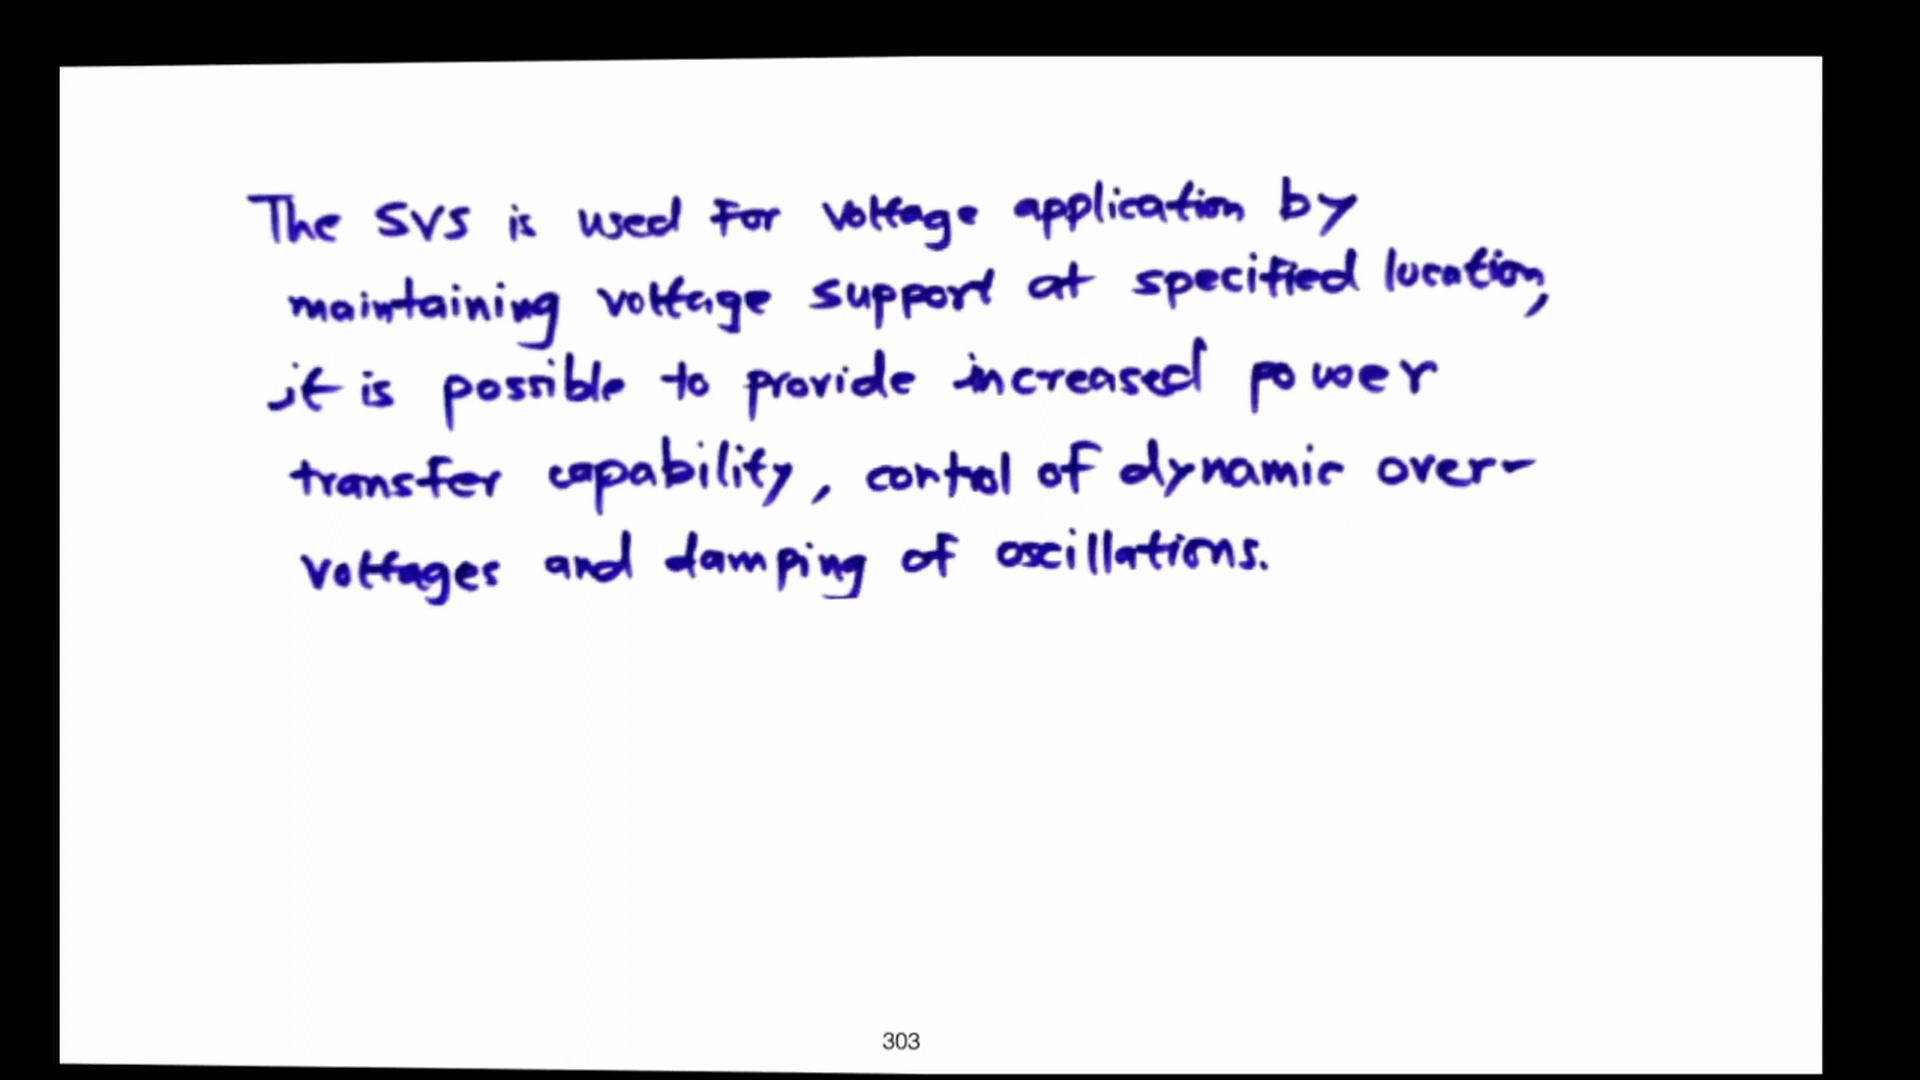 The SVS is used For voltage application by
maintaining voltage support at specified location,
it is possible to provide increased power
transfer capability, control of dynamic over-
voltages and damping of oscillations.
303